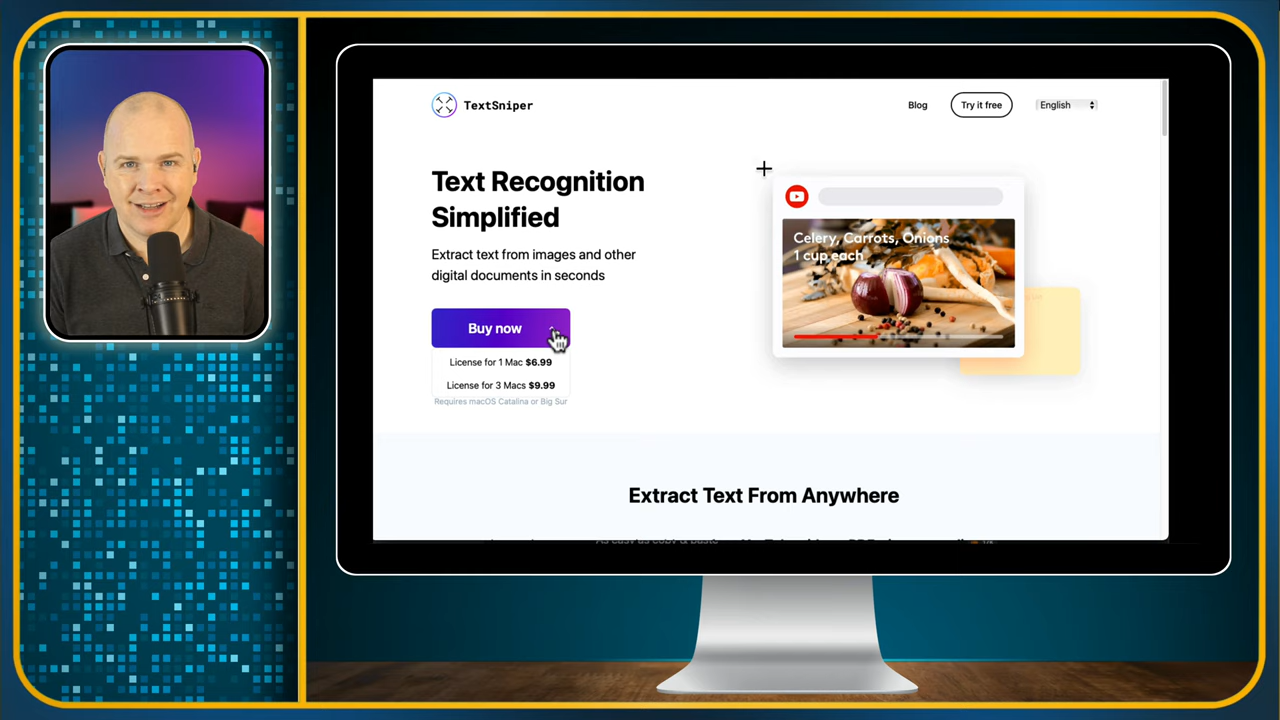 TextSniper
Blog
Try it free
English
Text Recognition
Simplified
Extract text from images and other
digital documents in seconds
Buy now
License for 1 Mac $6.99
License for 3 Macs $9.99
Requires macOS Catalina or Big Sur
Celery, Carrots, Onions
1 cup each
Extract Text From Anywhere